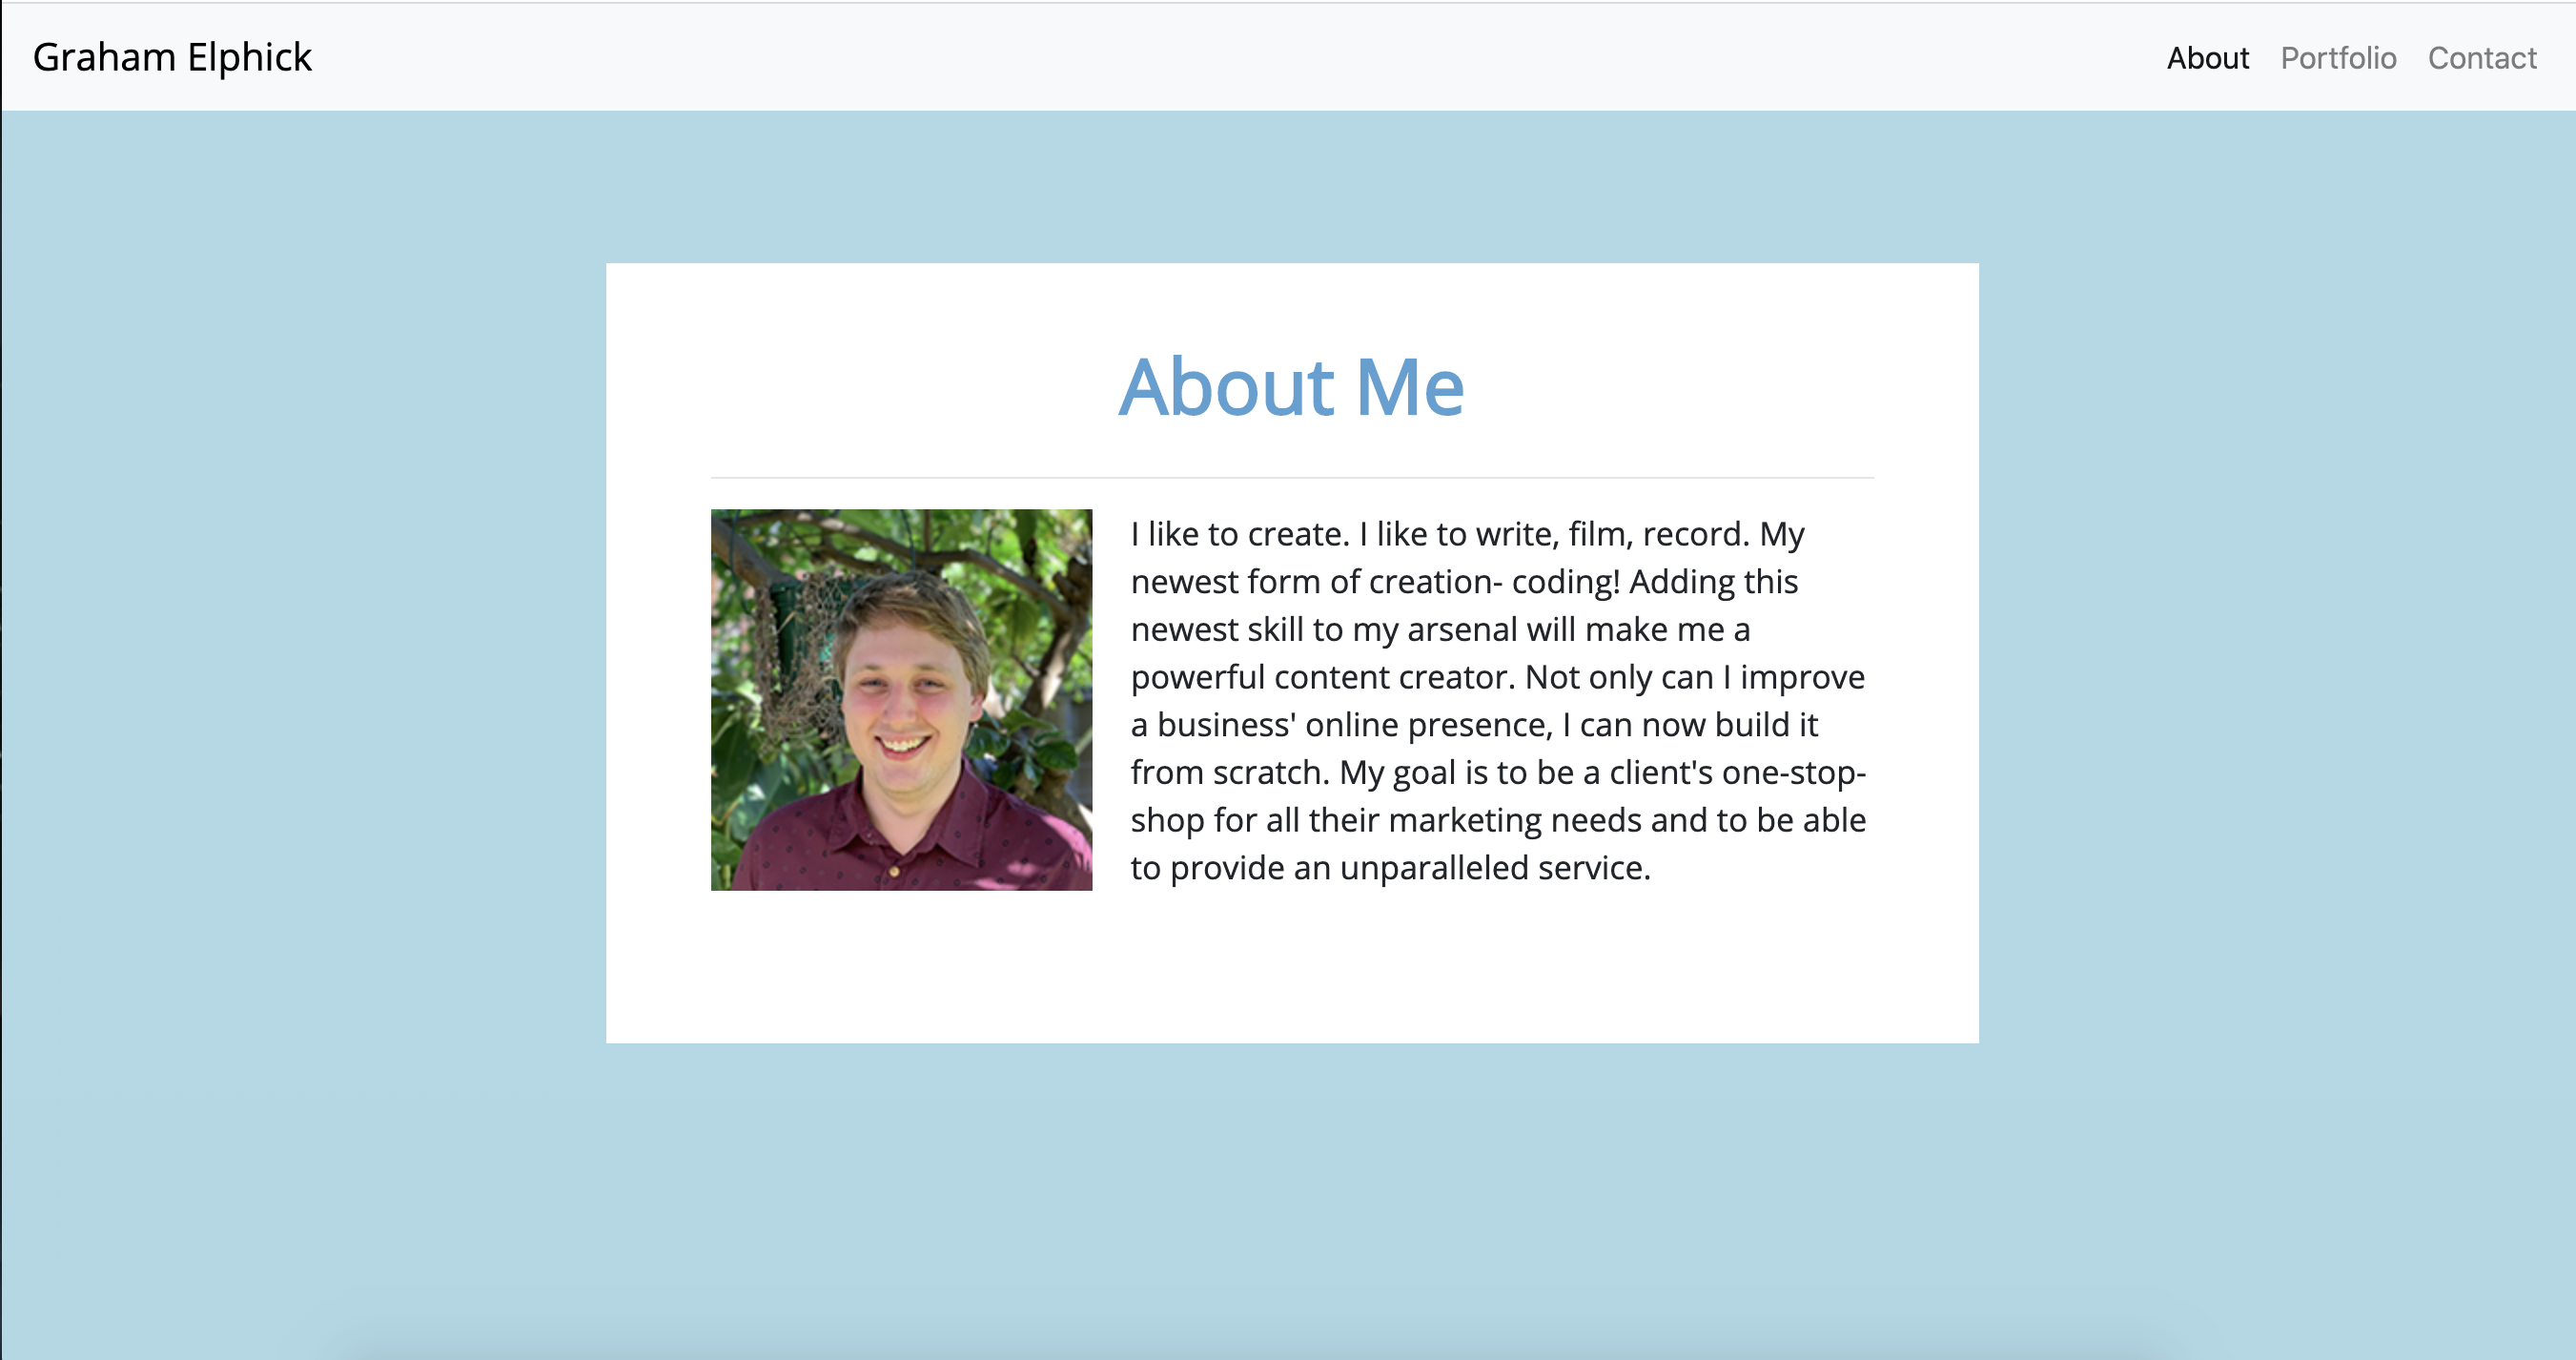 Graham Elphick
About Portfolio Contact
About Me
I like to create. I like to write, film, record. My
newest form of creation- coding! Adding this
newest skill to my arsenal will make me a
powerful content creator. Not only can I improve
a business' online presence, I can now build it
from scratch. My goal is to be a client's one-stop-
shop for all their marketing needs and to be able
to provide an unparalleled service.